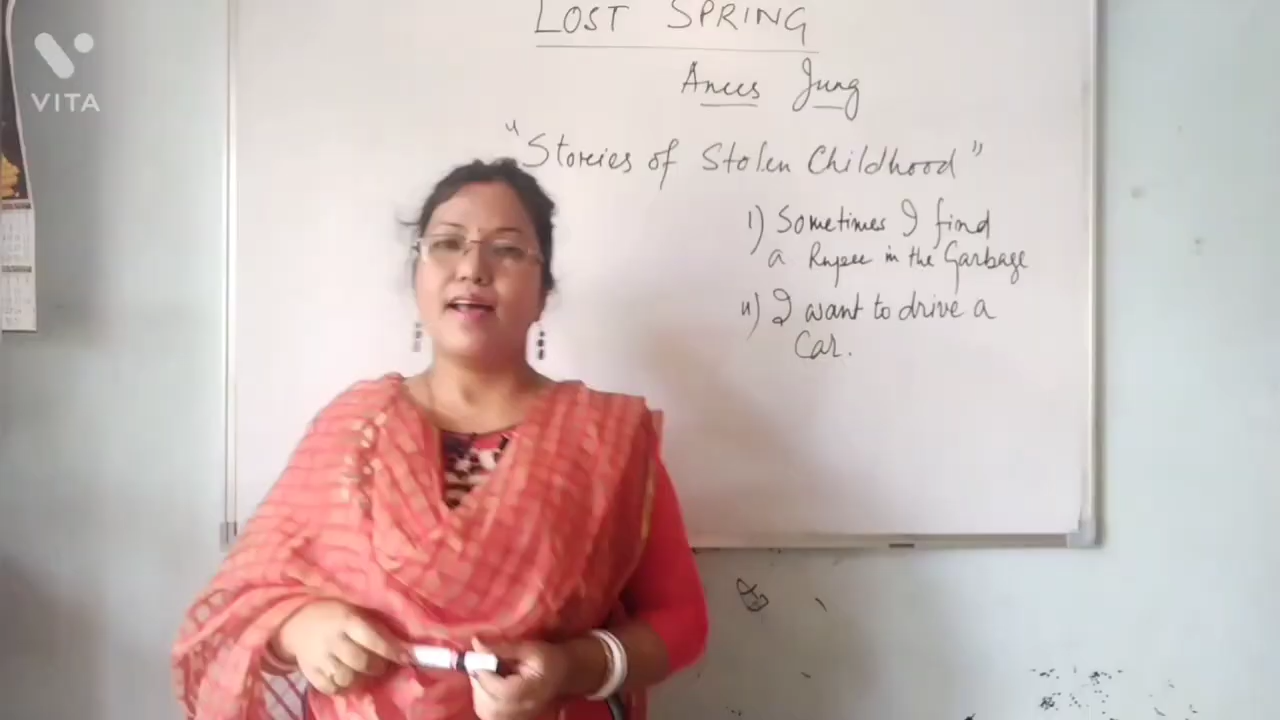 VITA
LOST SPRING
Anees Jung
"Stories of Stolen Childhood"
I) Sometimes I find
a Rupee in the Garbage
II) I want to drive a
Car.